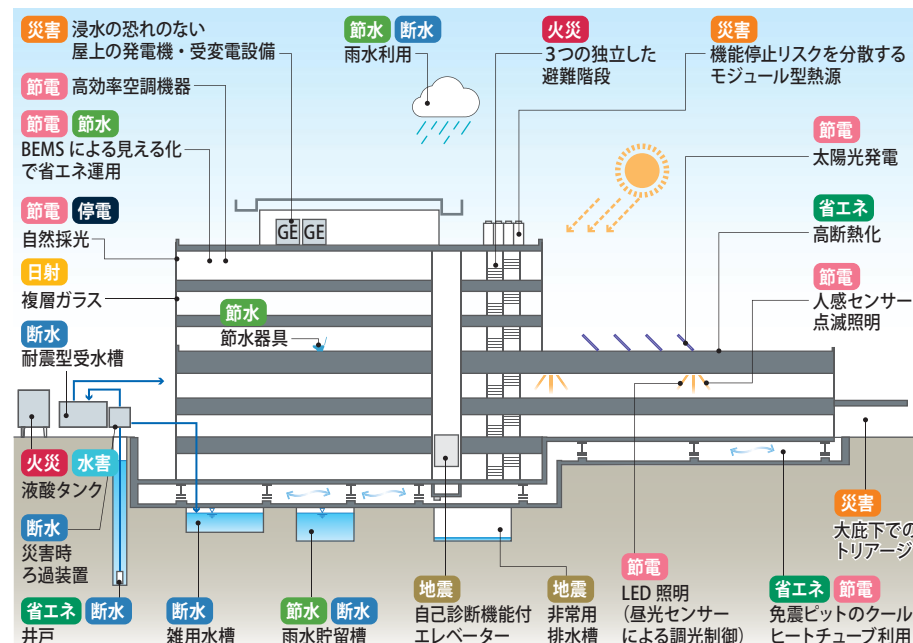 災害 浸水の恐れのない
屋上の発電機・受変電設備
節電 高効率空調機器
節電 節水
BEMS による見える化
で省エネ運用
節電 停電
自然採光
日射
複層ガラス
断水
耐震型受水槽
節水 断水
雨水利用
火災
3つの独立した
避難階段
災害
機能停止リスクを分散する
モジュール型熱源
節電
太陽光発電
省エネ
高断熱化
節電
人感センサー
点滅照明
GE GE
節水
節水器具
火災 水害
液酸タンク
断水
災害時
ろ過装置
省エネ 断水
井戸
断水
雑用水槽
節水 断水
雨水貯留槽
地震
自己診断機能付
エレベーター
地震
非常用
排水槽
節電
LED 照明
(昼光センサー
による調光制御)
災害
大庇下での
トリアージ
省エネ 節電
免震ピットのクール
ヒートチューブ利用